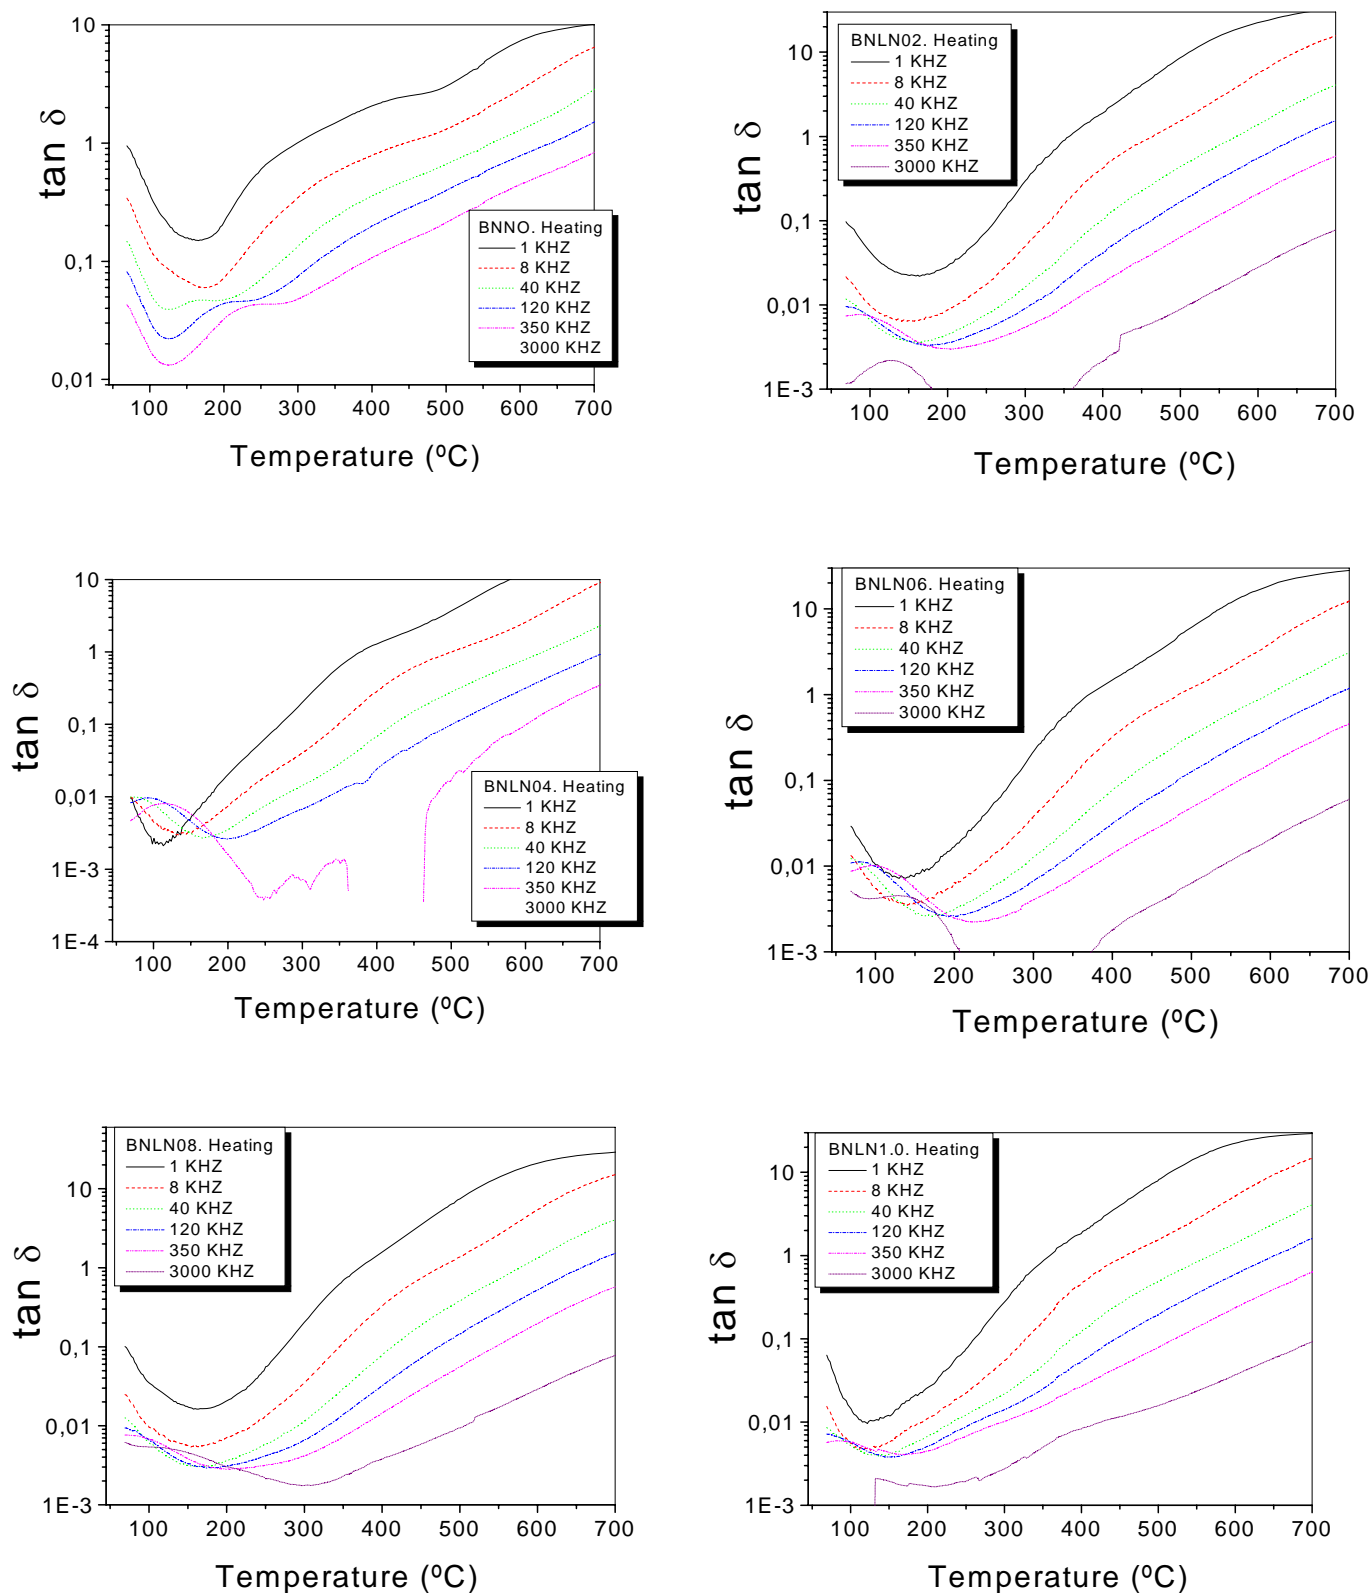 10
1
0,1
0,01
tan δ
BNNO. Heating
1 KHZ
8 KHZ
40 KHZ
120 KHZ
350 KHZ
3000 KHZ
100 200 300 400 500 600 700
Temperature (ºC)
10
1
0,1
0,01
1E-3
tan δ
BNLN02. Heating
1 KHZ
8 KHZ
40 KHZ
120 KHZ
350 KHZ
3000 KHZ
100 200 300 400 500 600 700
Temperature (ºC)
10
1
0,1
0,01
1E-3
1E-4
tan δ
BNLN04. Heating
1 KHZ
8 KHZ
40 KHZ
120 KHZ
350 KHZ
3000 KHZ
100 200 300 400 500 600 700
Temperature (ºC)
10
1
0,1
0,01
1E-3
tan δ
BNLN06. Heating
1 KHZ
8 KHZ
40 KHZ
120 KHZ
350 KHZ
3000 KHZ
100 200 300 400 500 600 700
Temperature (ºC)
10
1
0,1
0,01
1E-3
tan δ
BNLN08. Heating
1 KHZ
8 KHZ
40 KHZ
120 KHZ
350 KHZ
3000 KHZ
100 200 300 400 500 600 700
Temperature (ºC)
10
1
0,1
0,01
1E-3
tan δ
BNLN1.0. Heating
1 KHZ
8 KHZ
40 KHZ
120 KHZ
350 KHZ
3000 KHZ
100 200 300 400 500 600 700
Temperature (ºC)